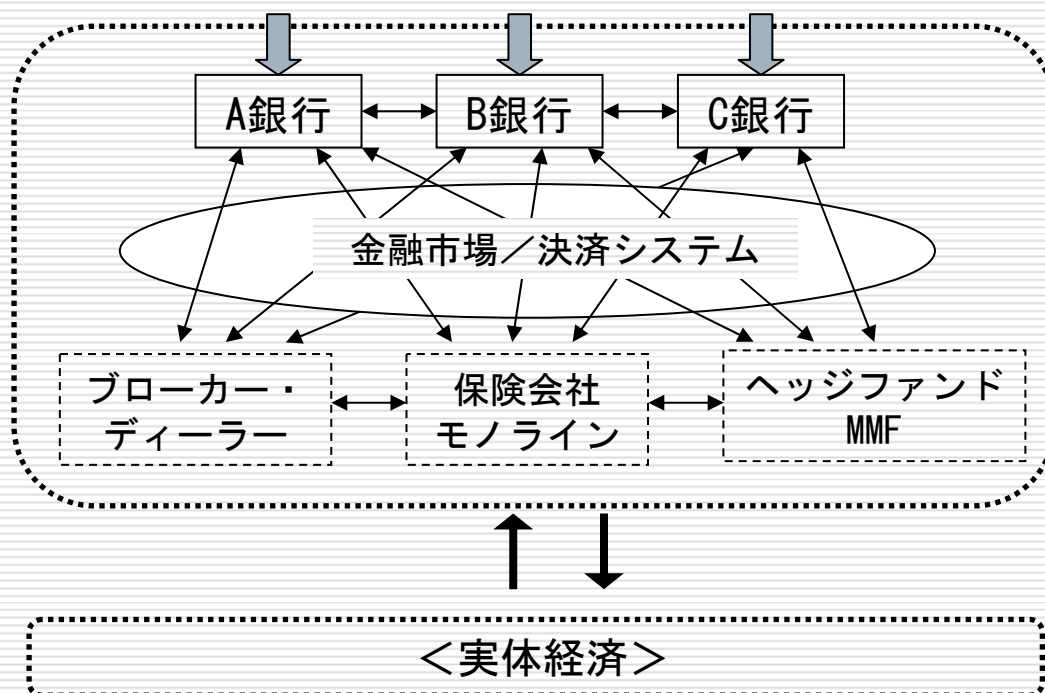 A銀行
B銀行
C銀行
金融市場／決済システム
ブローカー・
ディーラー
保険会社
モノライン
ヘッジファンド
MMF
＜実体経済＞